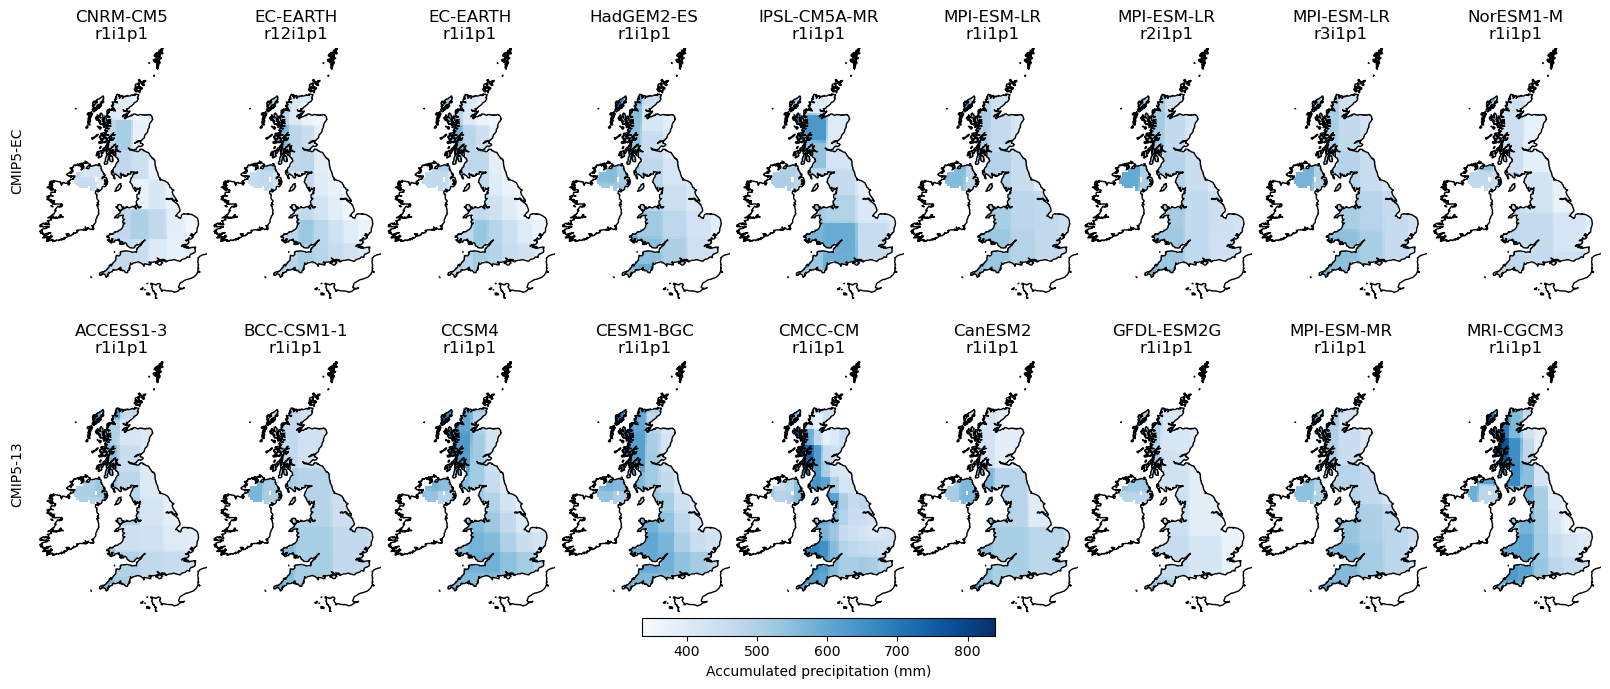 CNRM-CM5
r1i1p1
EC-EARTH
r12i1p1
EC-EARTH
r1i1p1
HadGEM2-ES
r1i1p1
IPSL-CM5A-MR
r1i1p1
MPI-ESM-LR
r1i1p1
MPI-ESM-LR
r2i1p1
MPI-ESM-LR
r3i1p1
NorESM1-M
r1i1p1
CMIP5-EC
ACCESS1-3
r1i1p1
BCC-CSM1-1
r1i1p1
CCSM4
r1i1p1
CESM1-BGC
r1i1p1
CMCC-CM
r1i1p1
CanESM2
r1i1p1
GFDL-ESM2G
r1i1p1
MPI-ESM-MR
r1i1p1
MRI-CGCM3
r1i1p1
CMIP5-13
400 500 600 700 800
Accumulated precipitation (mm)